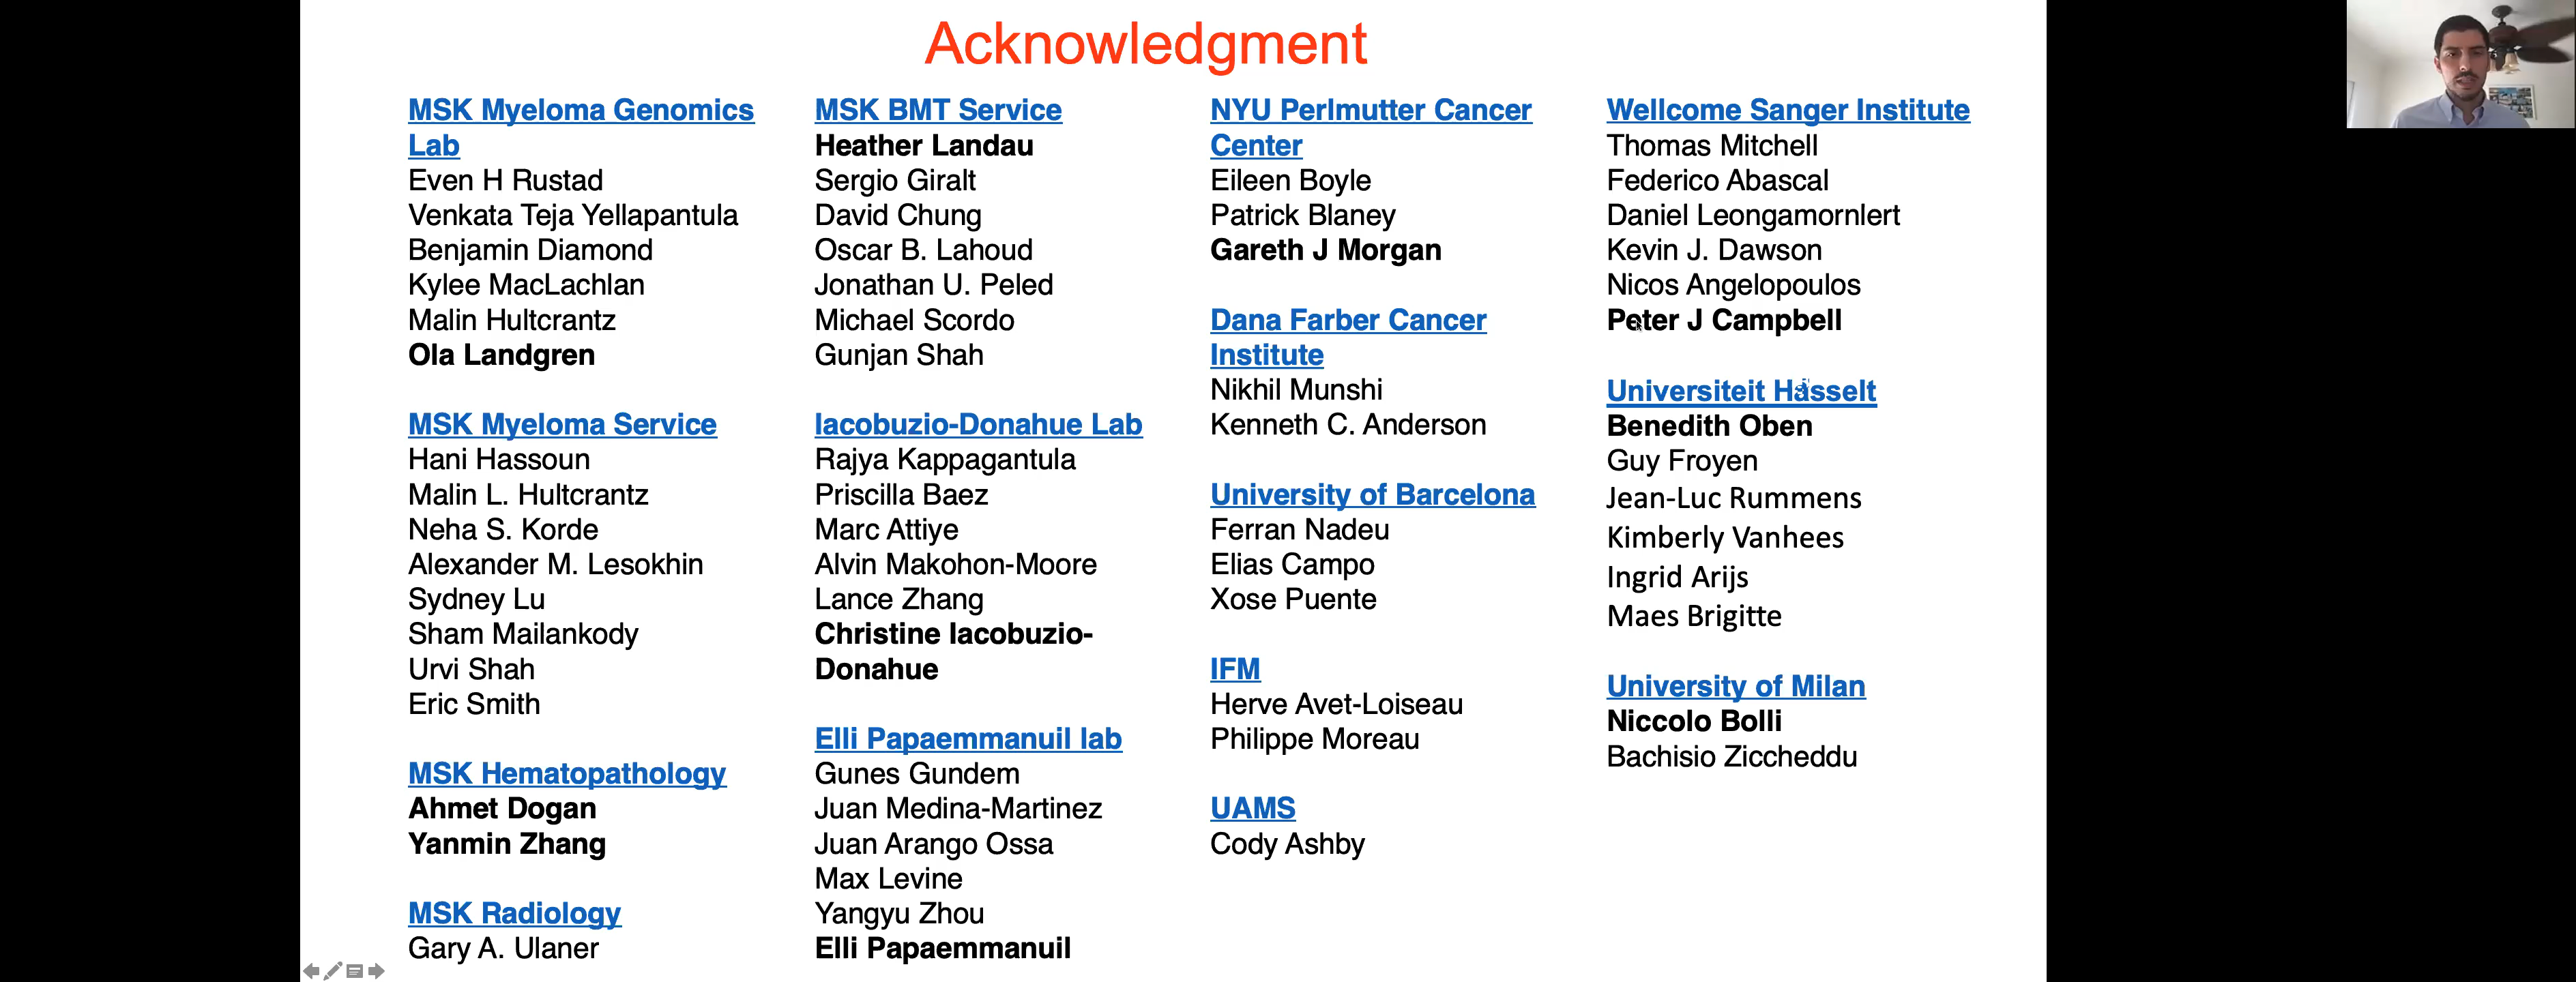 Acknowledgment
MSK Myeloma Genomics
Lab
Even H Rustad
Venkata Teja Yellapantula
Benjamin Diamond
Kylee MacLachlan
Malin Hultcrantz
Ola Landgren
MSK Myeloma Service
Hani Hassoun
Malin L. Hultcrantz
Neha S. Korde
Alexander M. Lesokhin
Sydney Lu
Sham Mailankody
Urvi Shah
Eric Smith
MSK Hematopathology
Ahmet Dogan
Yanmin Zhang
MSK Radiology
Gary A. Ulaner
MSK BMT Service
Heather Landau
Sergio Giralt
David Chung
Oscar B. Lahoud
Jonathan U. Peled
Michael Scordo
Gunjan Shah
Iacobuzio-Donahue Lab
Rajya Kappagantula
Priscilla Baez
Marc Attiye
Alvin Makohon-Moore
Lance Zhang
Christine Iacobuzio-
Donahue
Elli Papaemmanuil lab
Gunes Gundem
Juan Medina-Martinez
Juan Arango Ossa
Max Levine
Yangyu Zhou
Elli Papaemmanuil
NYU Perlmutter Cancer
Center
Eileen Boyle
Patrick Blaney
Gareth J Morgan
Dana Farber Cancer
Institute
Nikhil Munshi
Kenneth C. Anderson
University of Barcelona
Ferran Nadeu
Elias Campo
Xose Puente
IFM
Herve Avet-Loiseau
Philippe Moreau
UAMS
Cody Ashby
Wellcome Sanger Institute
Thomas Mitchell
Federico Abascal
Daniel Leongamornlert
Kevin J. Dawson
Nicos Angelopoulos
Peter J Campbell
Universiteit Hasselt
Benedith Oben
Guy Froyen
Jean-Luc Rummens
Kimberly Vanhees
Ingrid Arijs
Maes Brigitte
University of Milan
Niccolo Bolli
Bachisio Ziccheddu